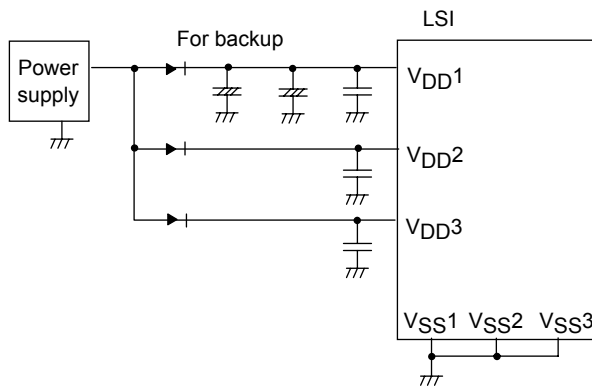 LSI
For backup
Power
supply
VDD1
VDD2
VDD3
VSS1 VSS2 VSS3